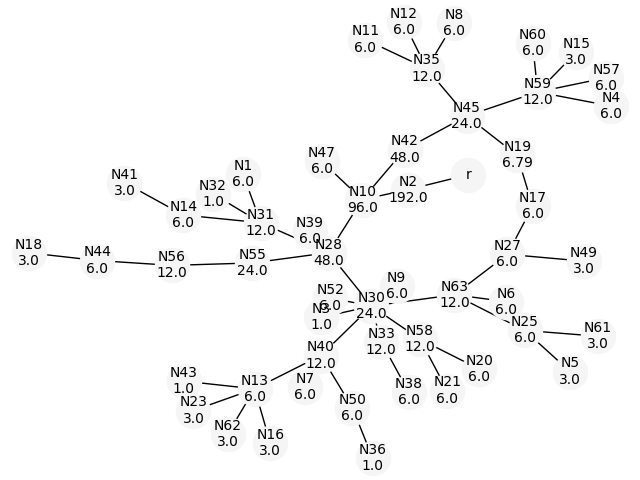 N12
6.0
N8
6.0
N11
6.0
N60
6.0
N15
3.0
N35
12.0
N57
6.0
N59
12.0
N4
6.0
N45
24.0
N42
48.0
N19
6.79
N47
6.0
N1
6.0
N41
3.0
N32
1.0
r
N2
192.0
N10
96.0
N14
6.0
N31
12.0
N17
6.0
N39
6.0
N18
3.0
N44
6.0
N56
12.0
N55
24.0
N28
48.0
N27
6.0
N49
3.0
N9
6.0
N52
6.0
N3
1.0
N30
24.0
N63
12.0
N6
6.0
N25
6.0
N61
3.0
N33
12.0
N58
12.0
N40
12.0
N20
6.0
N5
3.0
N43
1.0
N13
6.0
N7
6.0
N38
6.0
N21
6.0
N23
3.0
N50
6.0
N62
3.0
N16
3.0
N36
1.0